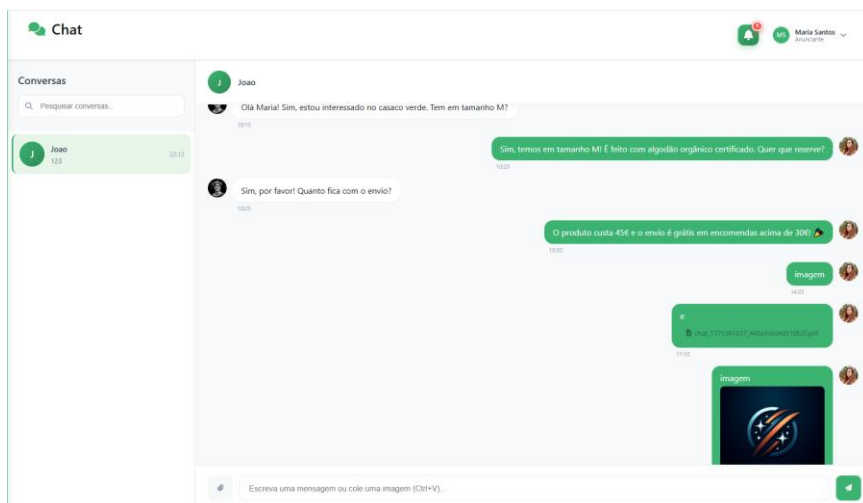 Chat
MS
Maria Santos
Anunciante
Conversas
Pesquisar conversas...
J
Joao
123
22:12
J
Joao
Olá Maria! Sim, estou interessado no casaco verde. Tem em tamanho M?
10:15
Sim, temos em tamanho M! É feito com algodão orgânico certificado. Quer que reserve?
10:20
Sim, por favor! Quanto fica com o envio?
10:25
O produto custa 45€ e o envio é grátis em encomendas acima de 30€!
10:30
imagem
14:33
e
17:10
imagem
Escreva uma mensagem ou cole uma imagem (Ctrl+V)...